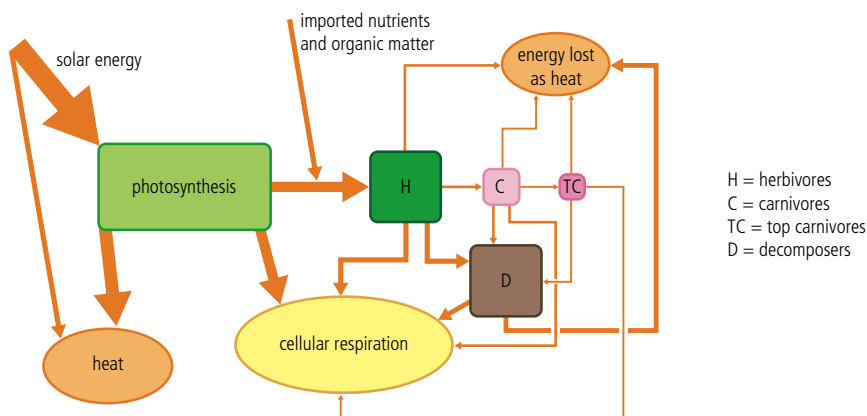 solar energy
imported nutrients
and organic matter
energy lost
as heat
photosynthesis
H
C
TC
H = herbivores
C = carnivores
TC = top carnivores
D = decomposers
D
cellular respiration
heat